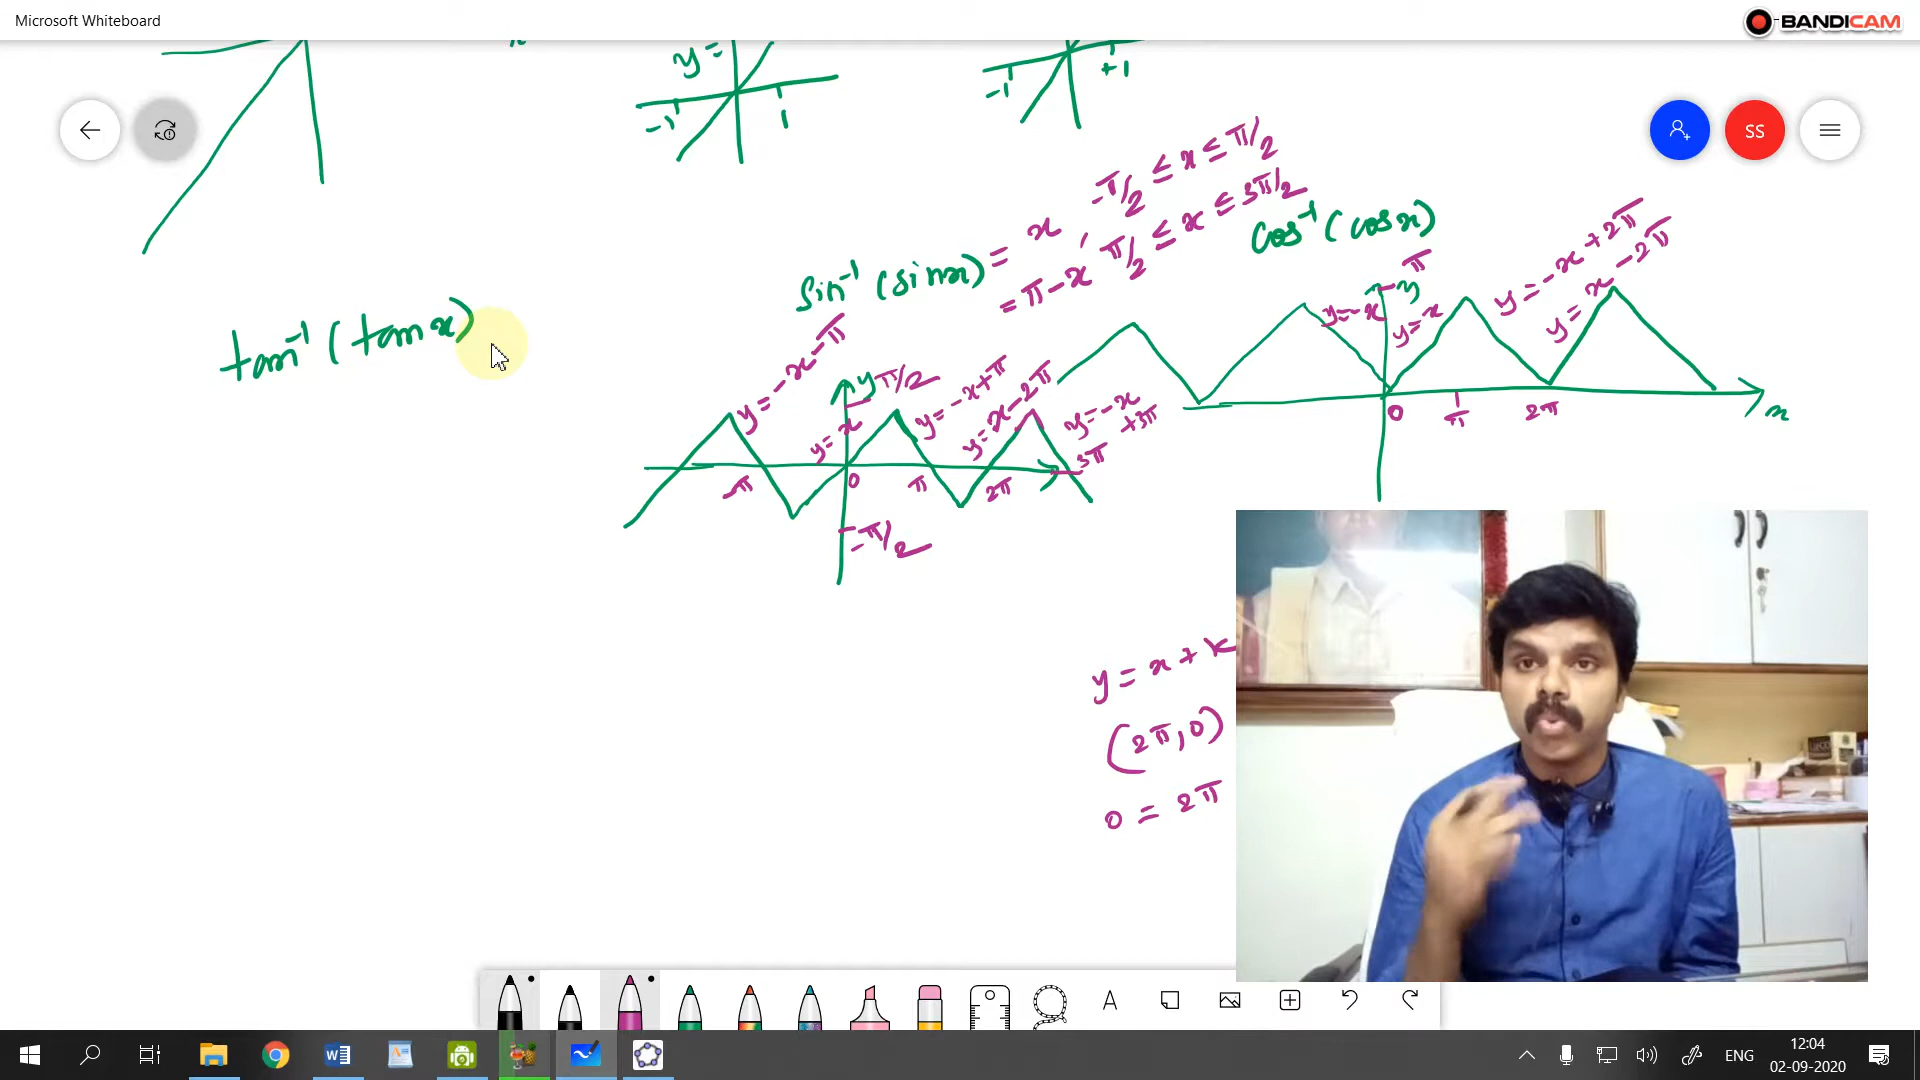 Microsoft Whiteboard
BANDICAM
y =
-1
1
-1
+1
SS
sin⁻¹ (sin x) = x , -π/2 ≤ x ≤ π/2
= π - x π/2 ≤ x ≤ 3π/2
cos⁻¹ (cos x)
tan⁻¹ (tan x)
y = -x - π
y
π/2
y = x
y = -x + π
y = x - 2π
y = -x + 3π
-π
0
π
2π
3π
-π/2
π
y
y = -x
y = x
y = -x + 2π
y = x - 2π
0
π
2π
x
y = x + k
(2π, 0)
0 = 2π
A
ENG
12:04
02-09-2020